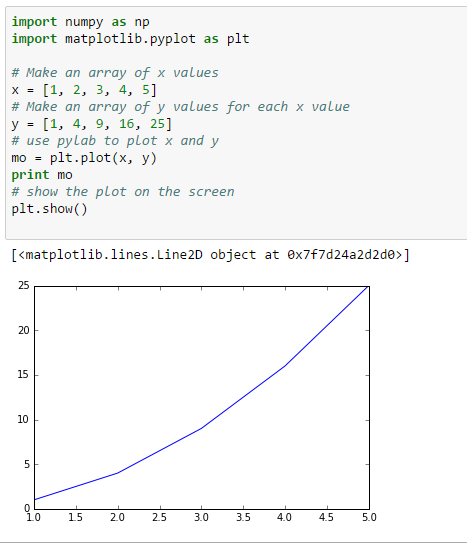 import numpy as np
import matplotlib.pyplot as plt
# Make an array of x values
x = [1, 2, 3, 4, 5]
# Make an array of y values for each x value
y = [1, 4, 9, 16, 25]
# use pylab to plot x and y
mo = plt.plot(x, y)
print mo
# show the plot on the screen
plt.show()
[<matplotlib.lines.Line2D object at 0x7f7d24a2d2d0>]
25
20
15
10
5
0
1.0 1.5 2.0 2.5 3.0 3.5 4.0 4.5 5.0